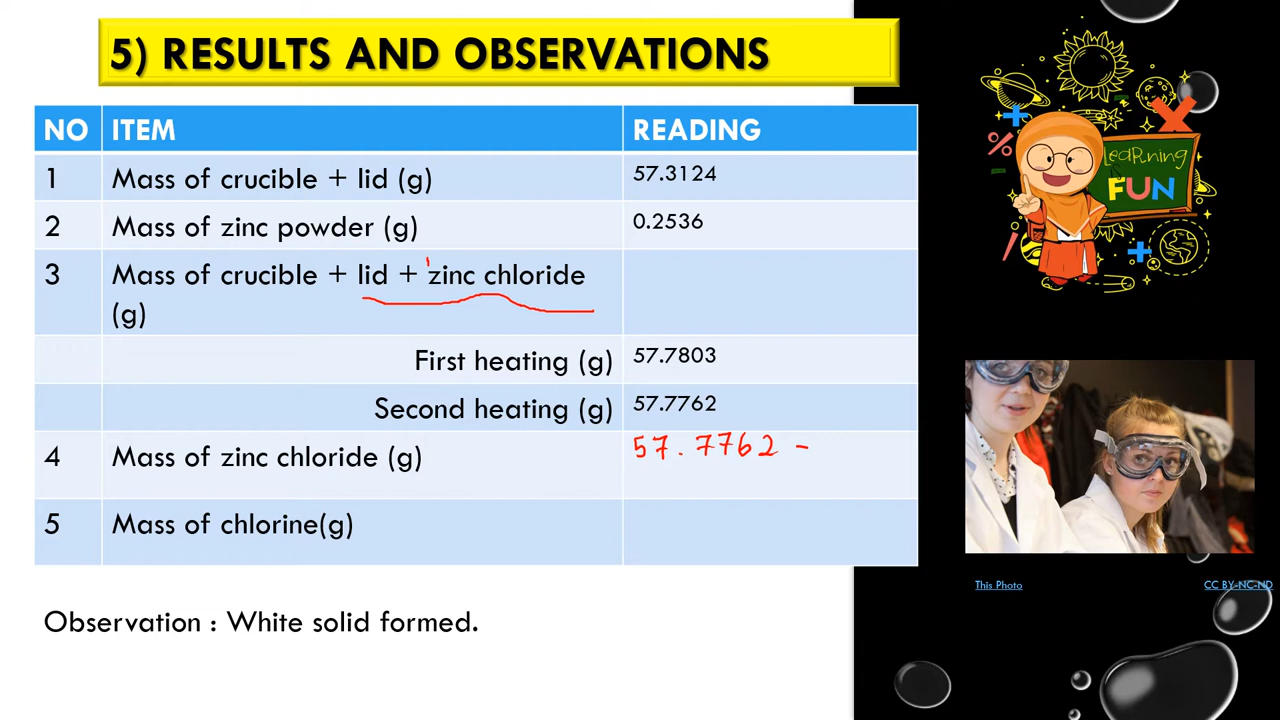 5) RESULTS AND OBSERVATIONS
NO ITEM READING
1 Mass of crucible + lid (g) 57.3124
2 Mass of zinc powder (g) 0.2536
3 Mass of crucible + lid + zinc chloride
(g)
First heating (g) 57.7803
Second heating (g) 57.7762
4 Mass of zinc chloride (g) 57.7762 -
5 Mass of chlorine(g)
Observation : White solid formed.
LeaRning
FUN
This Photo CC BY-NC-ND